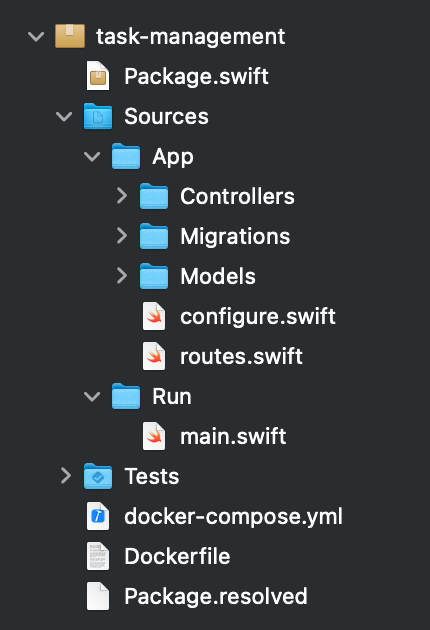 task-management
Package.swift
Sources
App
Controllers
Migrations
Models
configure.swift
routes.swift
Run
main.swift
Tests
docker-compose.yml
Dockerfile
Package.resolved